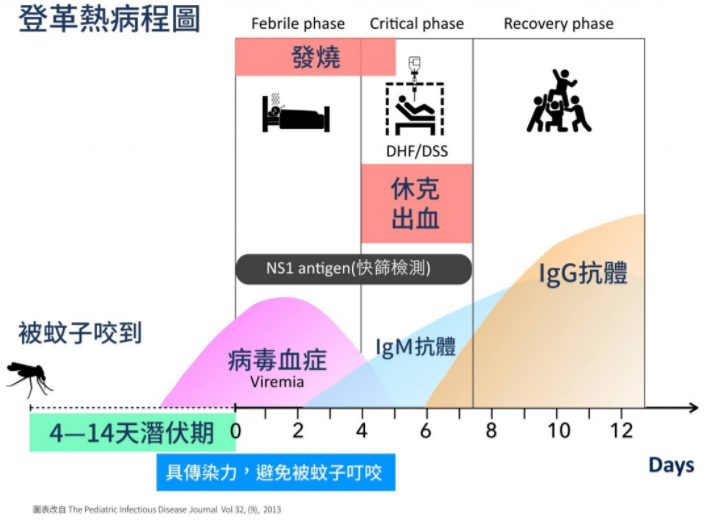 登革熱病程圖
Febrile phase
Critical phase
Recovery phase
發燒
DHF/DSS
休克
出血
NS1 antigen(快篩檢測)
IgG抗體
被蚊子咬到
IgM抗體
病毒血症
Viremia
4—14天潛伏期
0 2 4 6 8 10 12
Days
具傳染力，避免被蚊子叮咬
圖表改自 The Pediatric Infectious Disease Journal Vol 32, (9), 2013